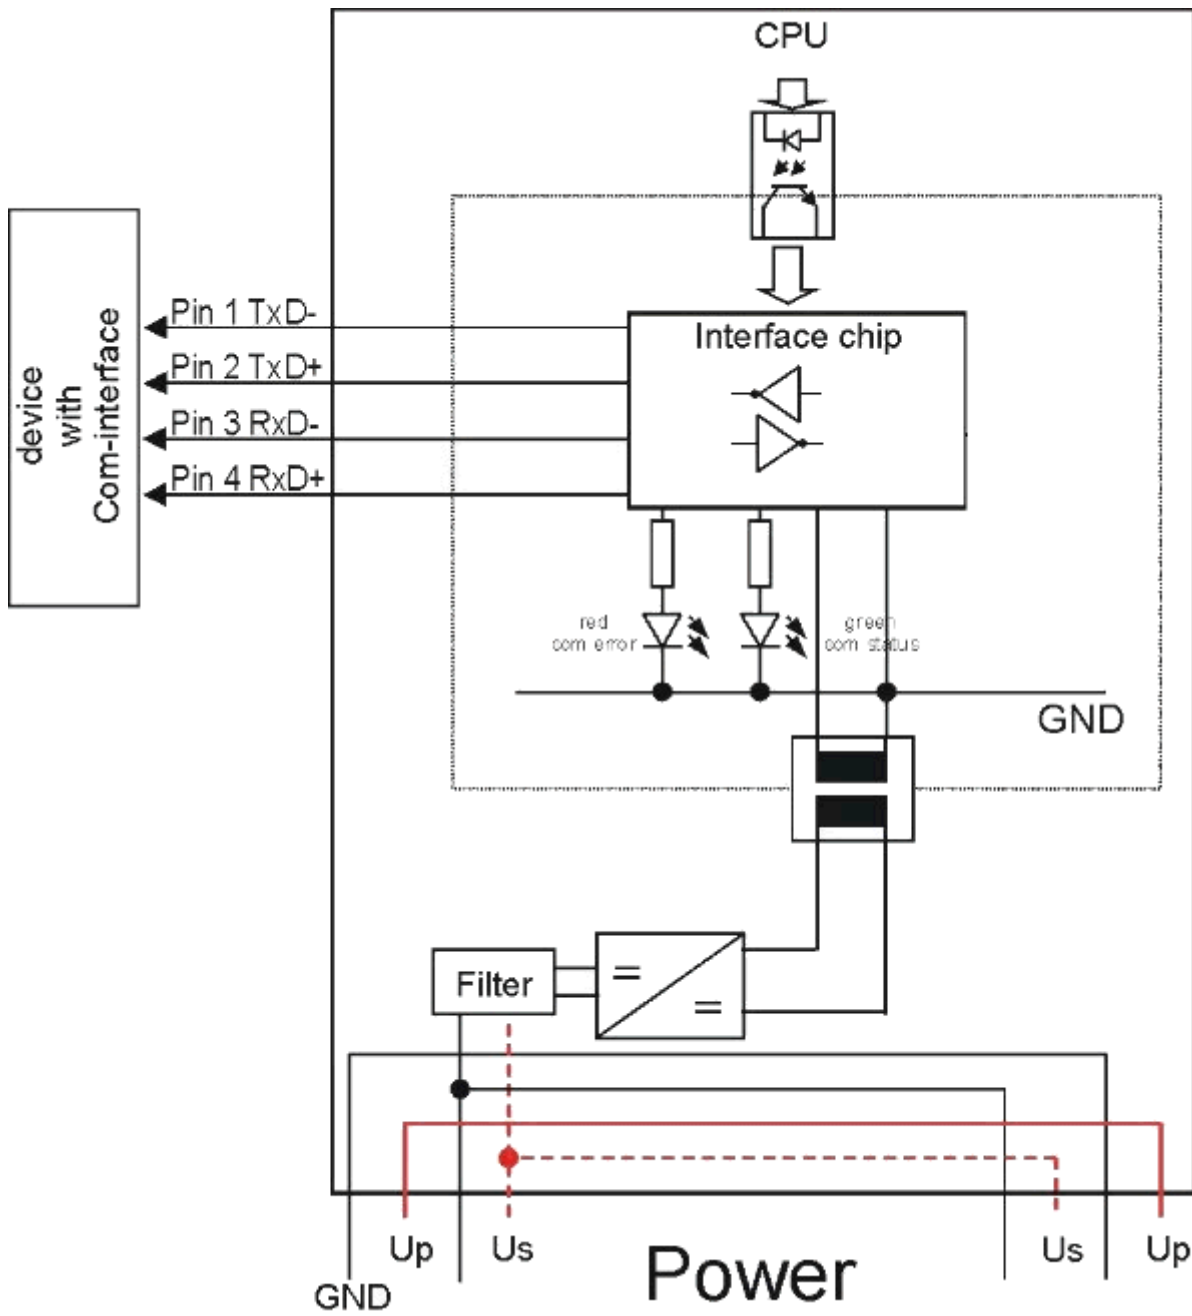 CPU
Pin 1 TxD-
Pin 2 TxD+
Pin 3 RxD-
Pin 4 RxD+
device
with
Com-interface
Interface chip
red
com error
green
com status
GND
Filter
=
=
Up
Us
Us
Up
GND
Power